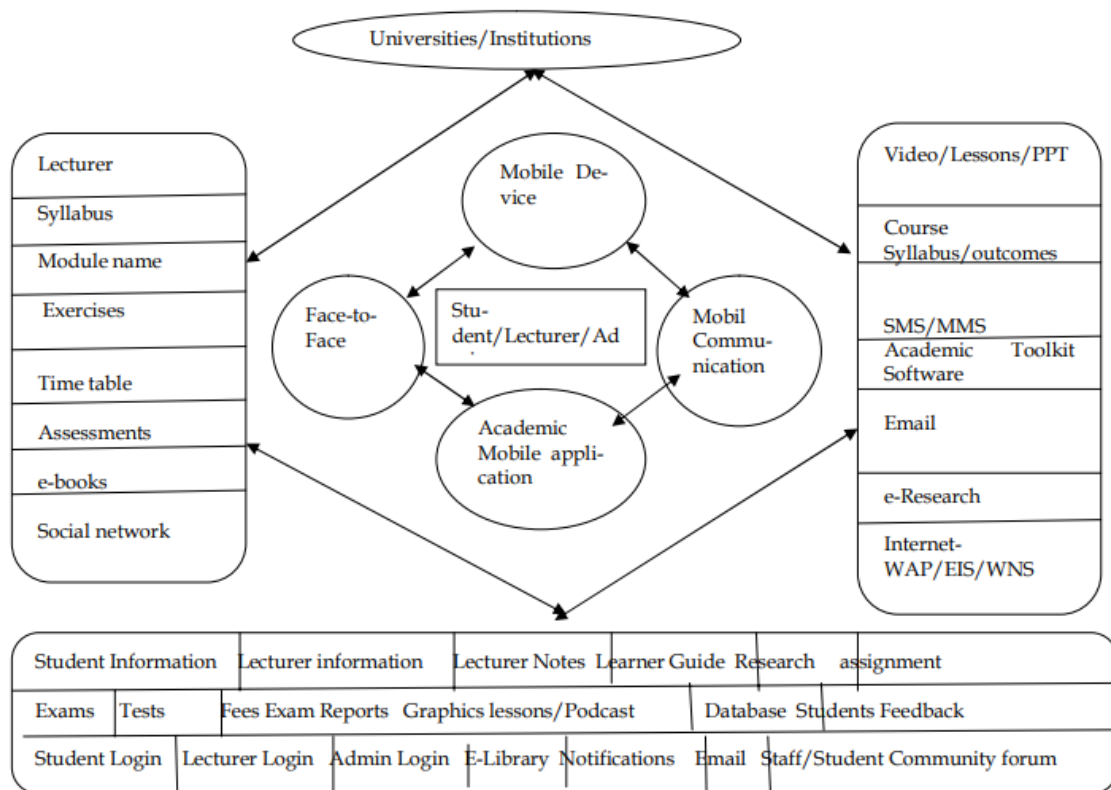 Universities/Institutions
Lecturer
Syllabus
Module name
Exercises
Time table
Assessments
e-books
Social network
Mobile De-
vice
Face-to-
Face
Stu-
dent/Lecturer/Ad
Mobil
Commu-
nication
Academic
Mobile appli-
cation
Video/Lessons/PPT
Course
Syllabus/outcomes
SMS/MMS
Academic Toolkit
Software
Email
e-Research
Internet-
WAP/EIS/WNS
Student Information Lecturer information Lecturer Notes Learner Guide Research assignment
Exams Tests Fees Exam Reports Graphics lessons/Podcast Database Students Feedback
Student Login Lecturer Login Admin Login E-Library Notifications Email Staff/Student Community forum